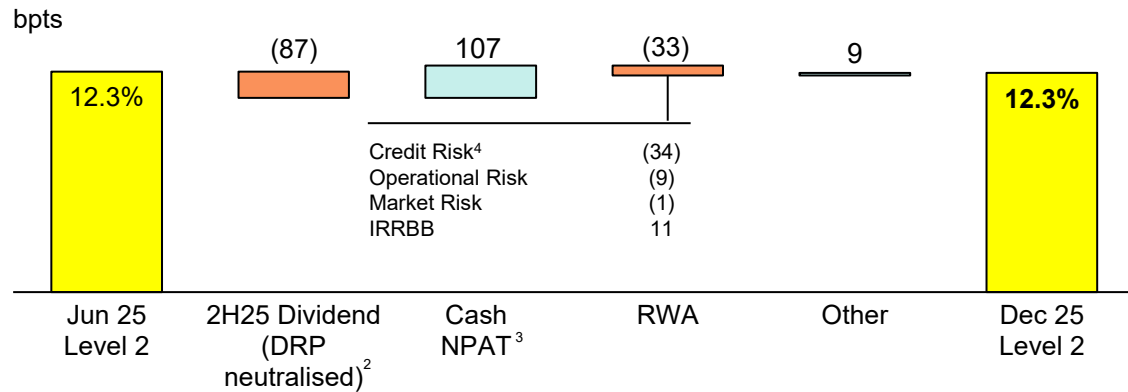 bpts
(87)
107
(33)
9
12.3%
12.3%
Credit Risk⁴ (34)
Operational Risk (9)
Market Risk (1)
IRRBB 11
Jun 25
Level 2
2H25 Dividend
(DRP
neutralised)²
Cash
NPAT³
RWA
Other
Dec 25
Level 2